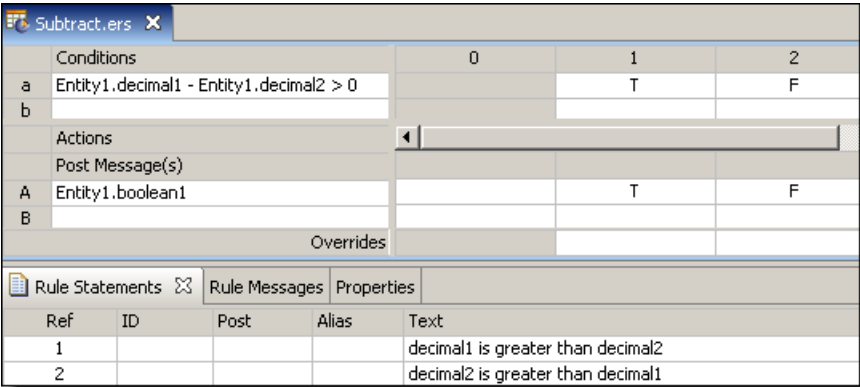 Subtract.ers
Conditions 0 1 2
a Entity1.decimal1 - Entity1.decimal2 > 0 T F
b
Actions
Post Message(s)
A Entity1.boolean1 T F
B
Overrides
Rule Statements Rule Messages Properties
Ref ID Post Alias Text
1 decimal1 is greater than decimal2
2 decimal2 is greater than decimal1